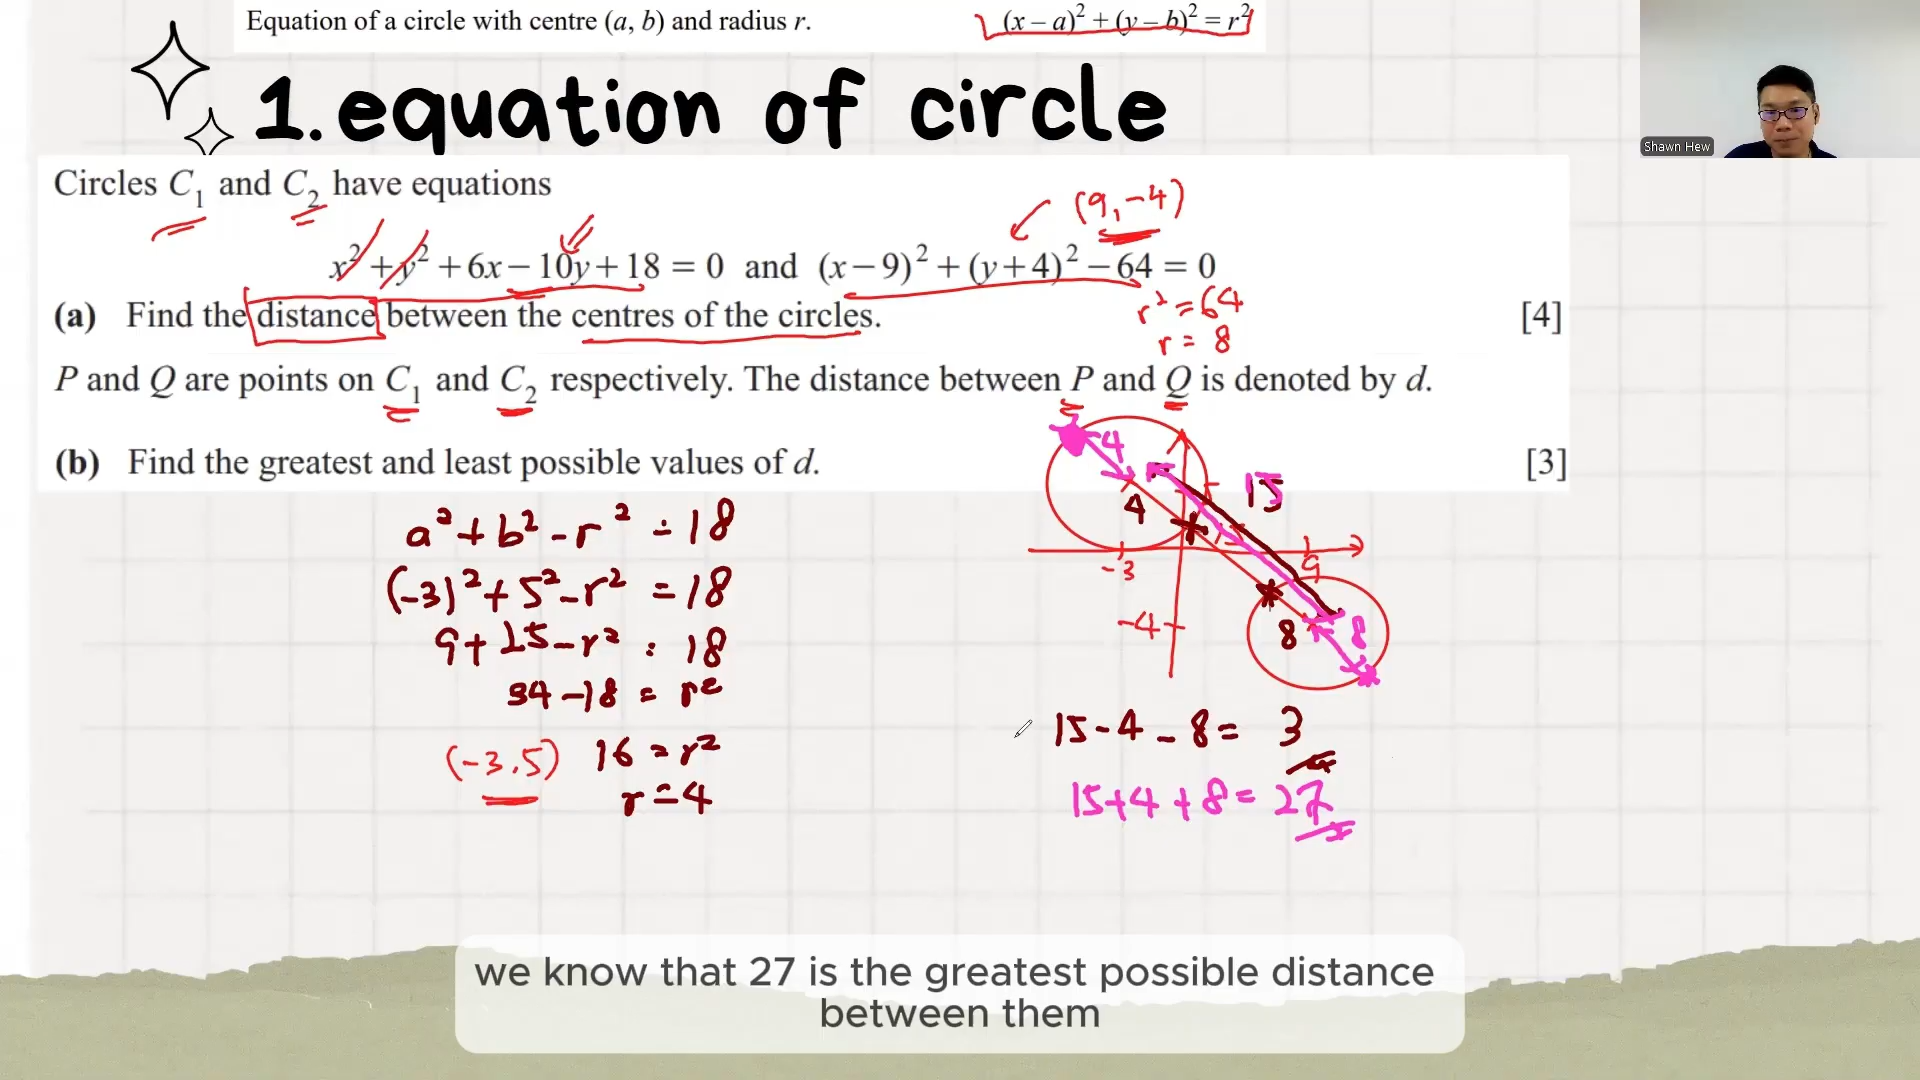 Equation of a circle with centre (a, b) and radius r. (x – a)² + (y – b)² = r²
1. equation of circle
Shawn Hew
Circles C₁ and C₂ have equations
(9, -4)
x² + y² + 6x – 10y + 18 = 0 and (x – 9)² + (y + 4)² – 64 = 0
r² = 64
(a) Find the distance between the centres of the circles. [4]
r = 8
P and Q are points on C₁ and C₂ respectively. The distance between P and Q is denoted by d.
(b) Find the greatest and least possible values of d. [3]
4
15
4
-3
9
-4
8
8
a² + b² - r² = 18
(-3)² + 5² - r² = 18
9 + 25 - r² = 18
34 - 18 = r²
(-3, 5) 16 = r²
r = 4
15 - 4 - 8 = 3
15 + 4 + 8 = 27
we know that 27 is the greatest possible distance
between them